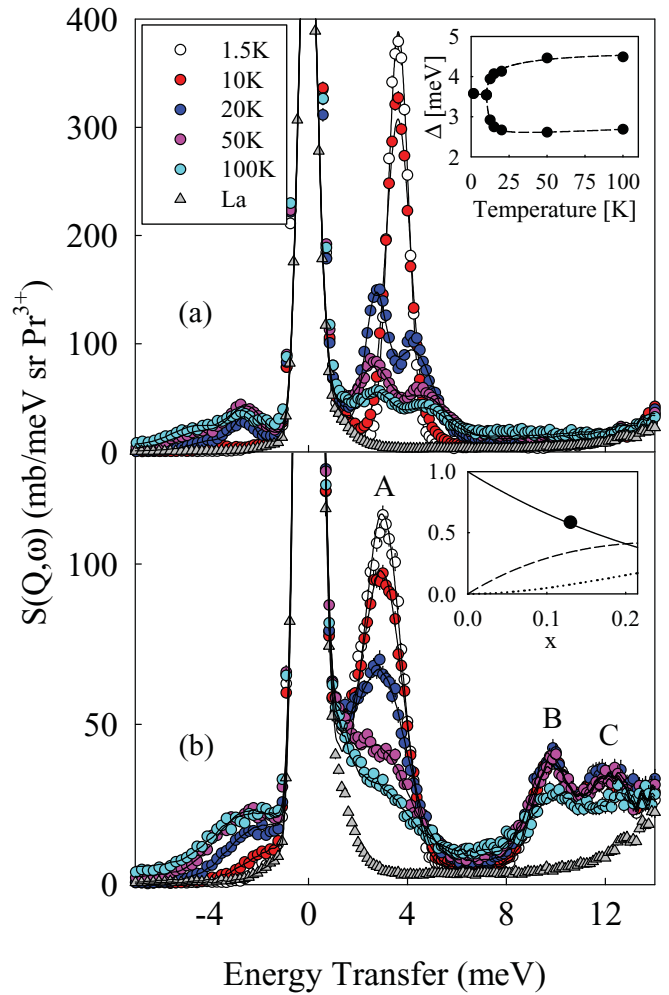 S(Q,ω) (mb/meV sr Pr3+)
400
300
200
100
0
1.5K
10K
20K
50K
100K
La
(a)
5
4
3
2
Δ [meV]
0 25 50 75 100
Temperature [K]
100
50
0
A
B
C
(b)
1.0
0.5
0.0
0.0 0.1 0.2
x
-4 0 4 8 12
Energy Transfer (meV)